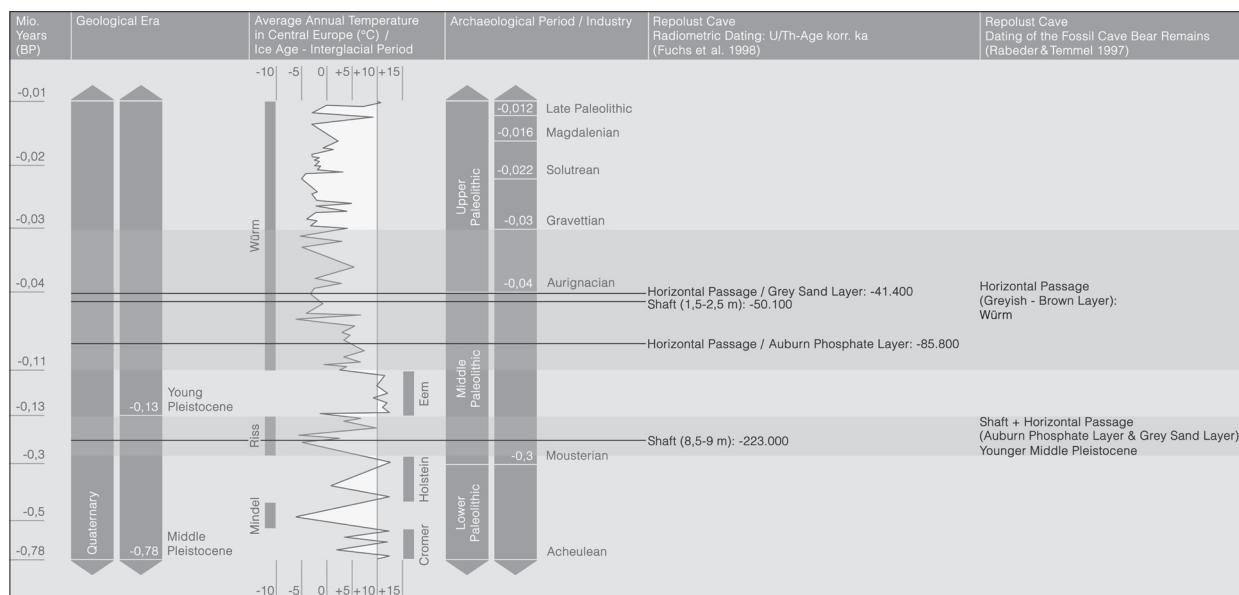 Mio.
Years
(BP)
Geological Era
Average Annual Temperature
in Central Europe (°C) /
Ice Age - Interglacial Period
Archaeological Period / Industry
Repolust Cave
Radiometric Dating: U/Th-Age korr. ka
(Fuchs et al. 1998)
Repolust Cave
Dating of the Fossil Cave Bear Remains
(Rabeder & Temmel 1997)
-10 -5 0 +5 +10 +15
-0,01
-0,02
-0,03
-0,04
-0,11
-0,13
-0,3
-0,5
-0,78
Quaternary
-0,13
Young
Pleistocene
-0,78
Middle
Pleistocene
Würm
Riss
Mindel
Eem
Holstein
Cromer
Upper
Paleolithic
Middle
Paleolithic
Lower
Paleolithic
-0,012 Late Paleolithic
-0,016 Magdalenian
-0,022 Solutrean
-0,03 Gravettian
-0,04 Aurignacian
-0,3 Mousterian
Acheulean
Horizontal Passage / Grey Sand Layer: -41.400
Shaft (1,5-2,5 m): -50.100
Horizontal Passage / Auburn Phosphate Layer: -85.800
Shaft (8,5-9 m): -223.000
Horizontal Passage
(Greyish - Brown Layer):
Würm
Shaft + Horizontal Passage
(Auburn Phosphate Layer & Grey Sand Layer)
Younger Middle Pleistocene
-10 -5 0 +5 +10 +15